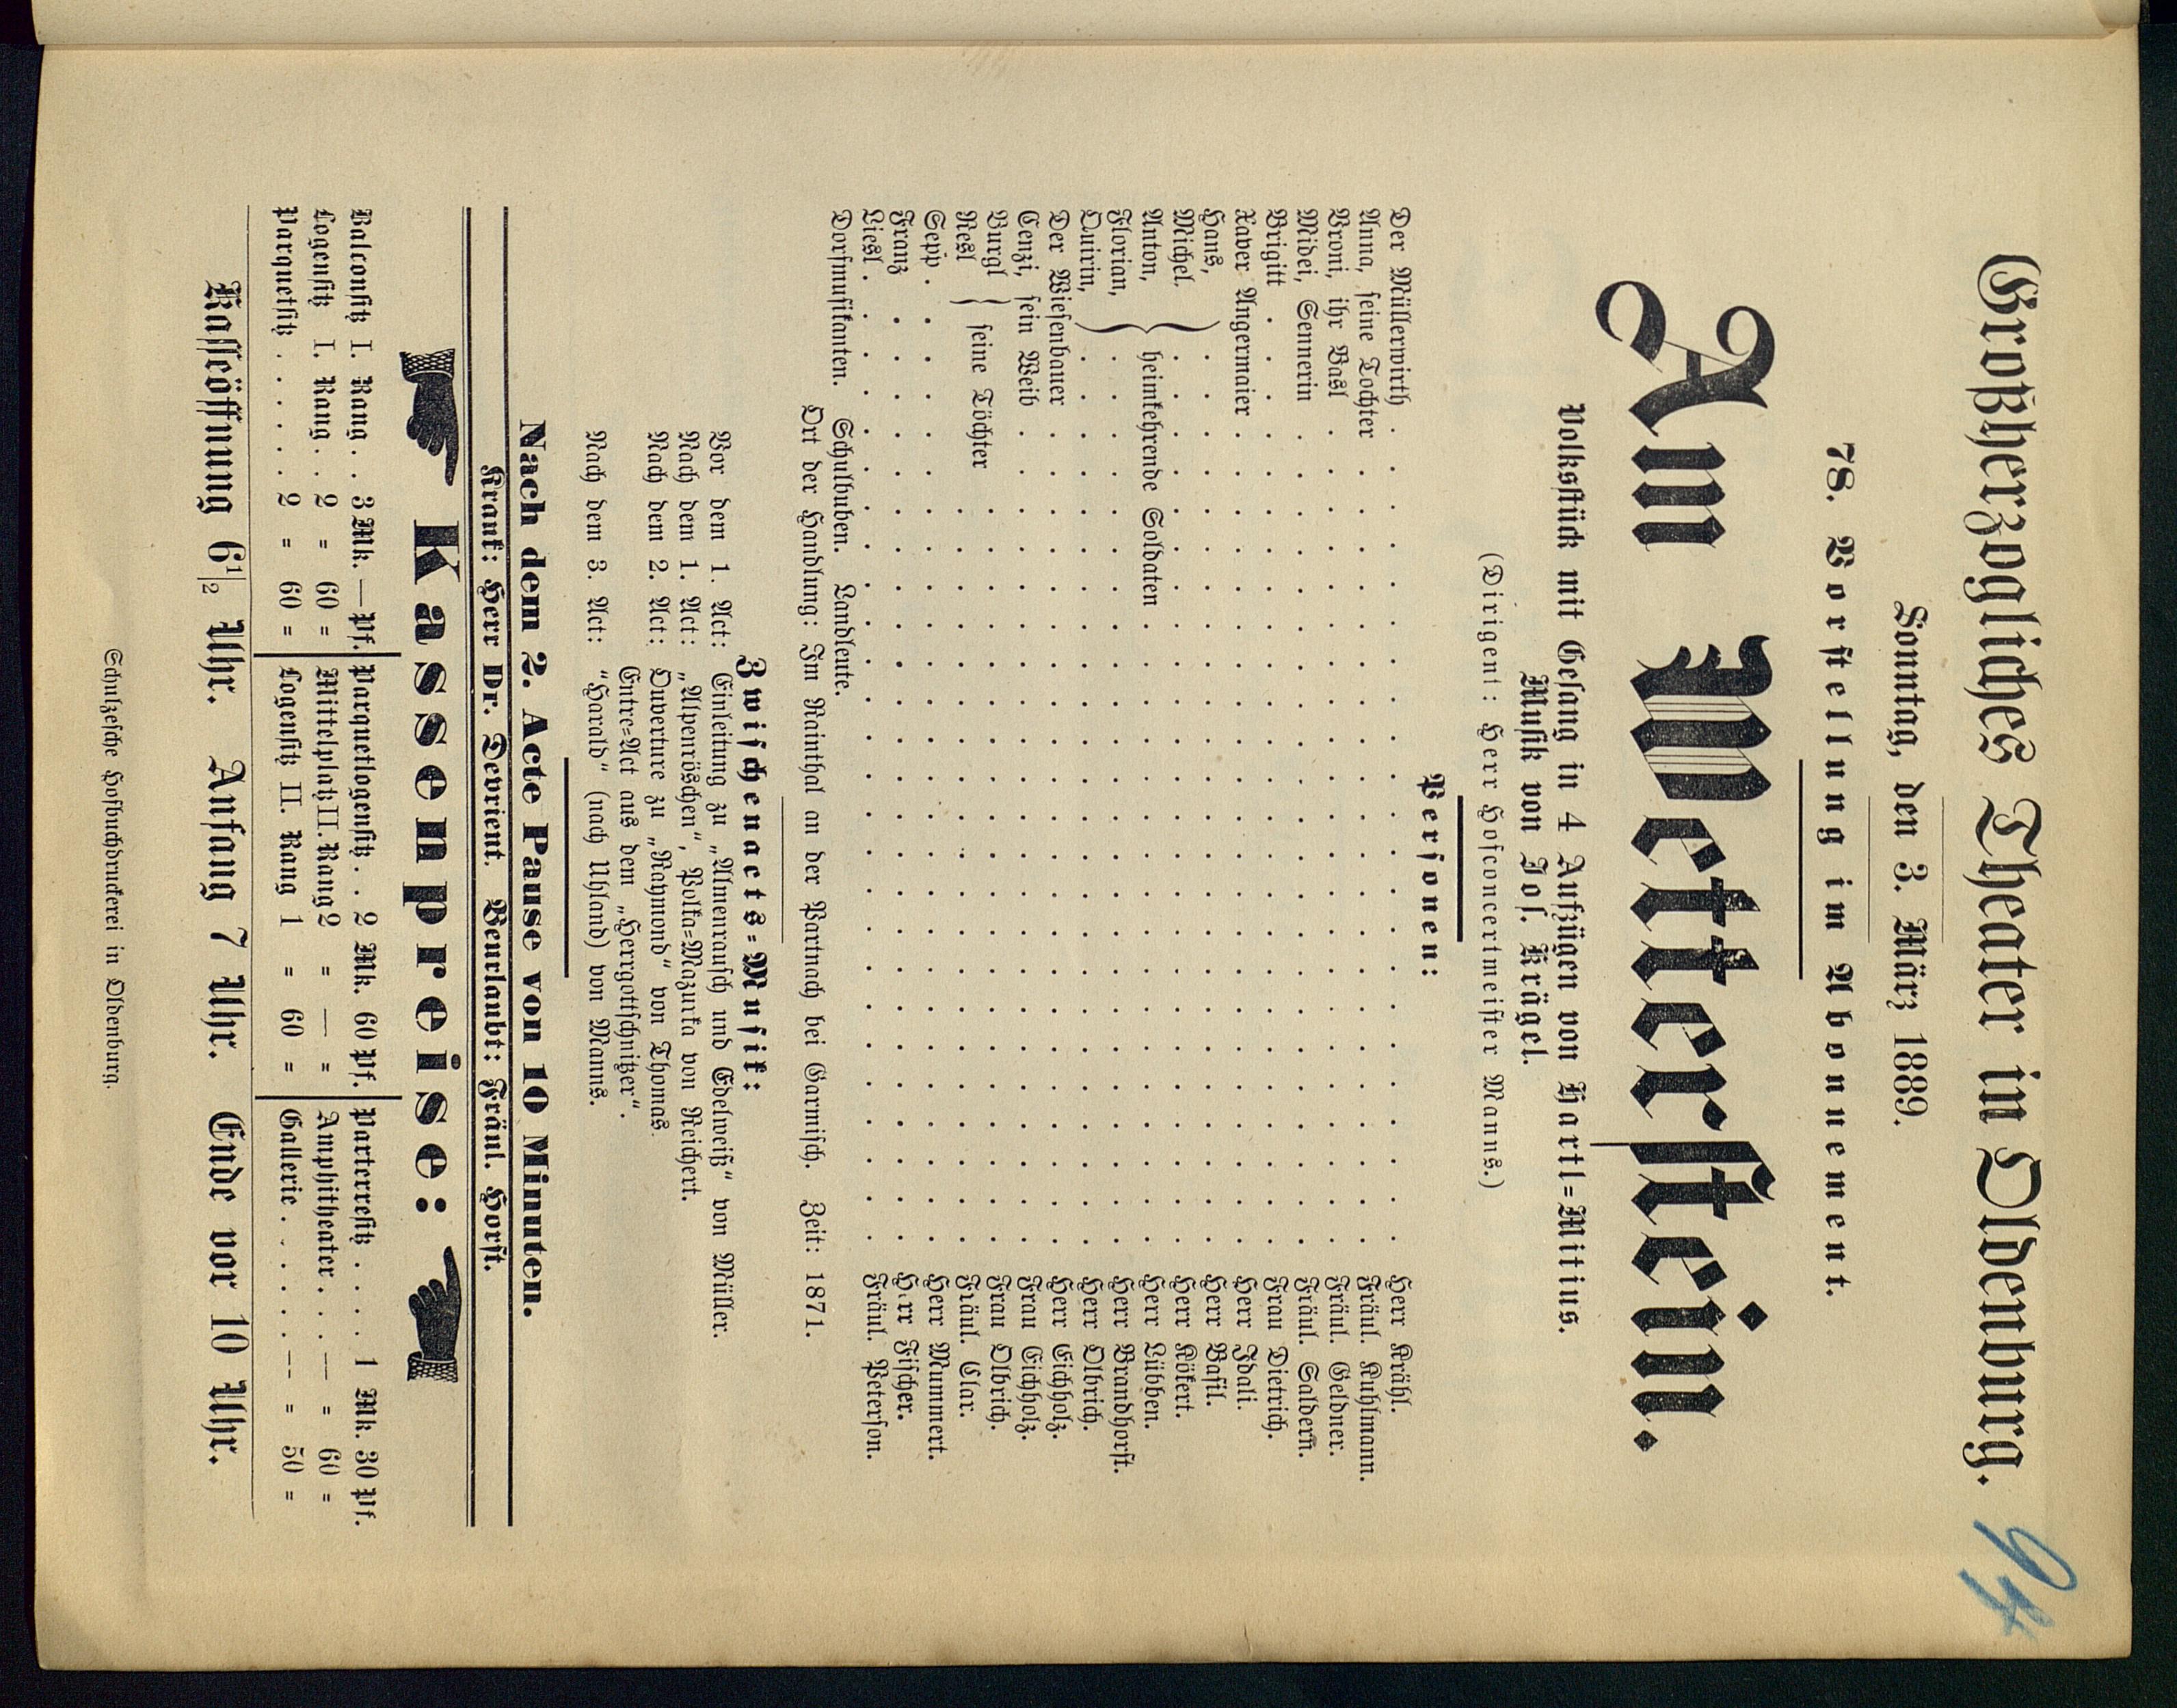 94
Großherzogliches Theater in Oldenburg.
Sonntag, den 3. März 1889.
78. Vorstellung im Abonnement.
Am Wetterstein.
Volksstück mit Gesang in 4 Aufzügen von Hartl=Mitius.
Musik von Jos. Krägel.
(Dirigent: Herr Hofconcertmeister Manns.)
Personen:
Der Müllerwirth . . . . Herr Krähl.
Anna, seine Tochter . . . . Fräul. Kuhlmann.
Vroni, ihr Basl . . . . Fräul. Geldner.
Midei, Sennerin . . . . Fräul. Saldern.
Brigitt . . . . Frau Dietrich.
Xaver Angermaier . . . . Herr Idali.
Hans, . . . . Herr Basil.
Michel, . . . . Herr Kökert.
Anton, } heimkehrende Soldaten . . . . Herr Lübben.
Florian, . . . . Herr Brandhorst.
Quirin, . . . . Herr Olbrich.
Der Wiesenbauer . . . . Herr Eichholz.
Cenzi, sein Weib . . . . Frau Eichholz.
Burgl } seine Töchter . . . . Frau Olbrich.
Resl . . . . Fräul. Clar.
Sepp . . . . Herr Mummert.
Franz . . . . Herr Fischer.
Liesl . . . . Fräul. Peterson.
Dorfmusikanten. Schulbuben. Landleute.
Ort der Handlung: Im Rainthal an der Partnach bei Garmisch. Zeit: 1871.
Zwischenacts=Musik:
Vor dem 1. Act: Einleitung zu „Almenrausch und Edelweiß“ von Müller.
Nach dem 1. Act: „Alpenröschen“, Polka=Mazurka von Reichert.
Nach dem 2. Act: Ouverture zu „Raymond“ von Thomas.
Entre=Act aus dem „Herrgottschnitzer“.
Nach dem 3. Act: "Harald“ (nach Uhland) von Manns.
Nach dem 2. Acte Pause von 10 Minuten.
Krank: Herr Dr. Devrient. Beurlaubt: Fräul. Horst.
Kassenpreise:
Balconsitz I. Rang . . 3 Mk. — Pf. Parquetlogensitz . . 2 Mk. 60 Pf. Parterresitz . . . . 1 Mk. 30 Pf.
Logensitz I. Rang . . 2 = 60 = Mittelplatz II. Rang 2 = — = Amphitheater . . . — = 60 =
Parquetsitz . . . . . 2 = 60 = Logensitz II. Rang 1 = 60 = Gallerie . . . . . — = 50 =
Kasseöffnung 6 1/2 Uhr. Anfang 7 Uhr. Ende vor 10 Uhr.
Schulzesche Hofbuchdruckerei in Oldenburg.